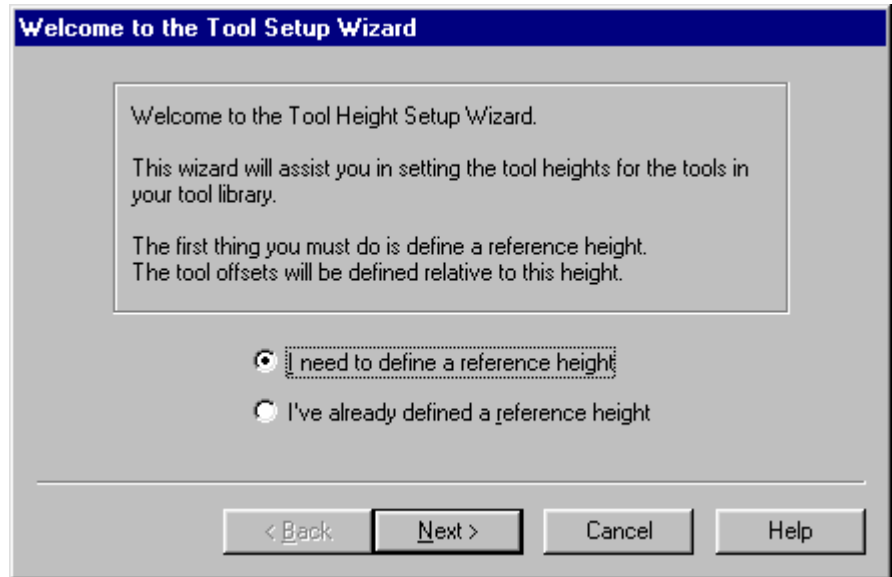 Welcome to the Tool Setup Wizard
Welcome to the Tool Height Setup Wizard.
This wizard will assist you in setting the tool heights for the tools in
your tool library.
The first thing you must do is define a reference height.
The tool offsets will be defined relative to this height.
I need to define a reference height
I've already defined a reference height
< Back Next > Cancel Help